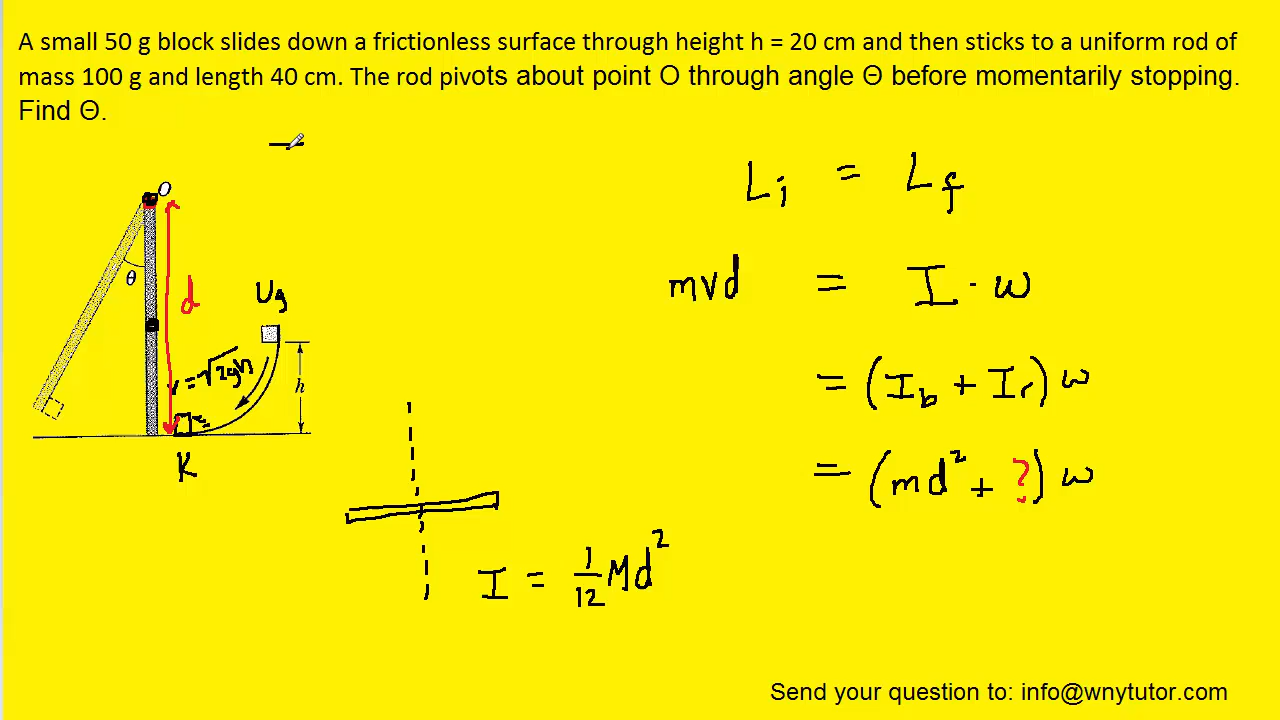 A small 50 g block slides down a frictionless surface through height h = 20 cm and then sticks to a uniform rod of
mass 100 g and length 40 cm. The rod pivots about point O through angle Θ before momentarily stopping.
Find Θ.
O
θ
d
Ug
v = √2gh
h
K
Li = Lf
mvd = I · w
= (Ib + Ir) w
= (md² + ?) w
I = 1/12 Md²
Send your question to: info@wnytutor.com